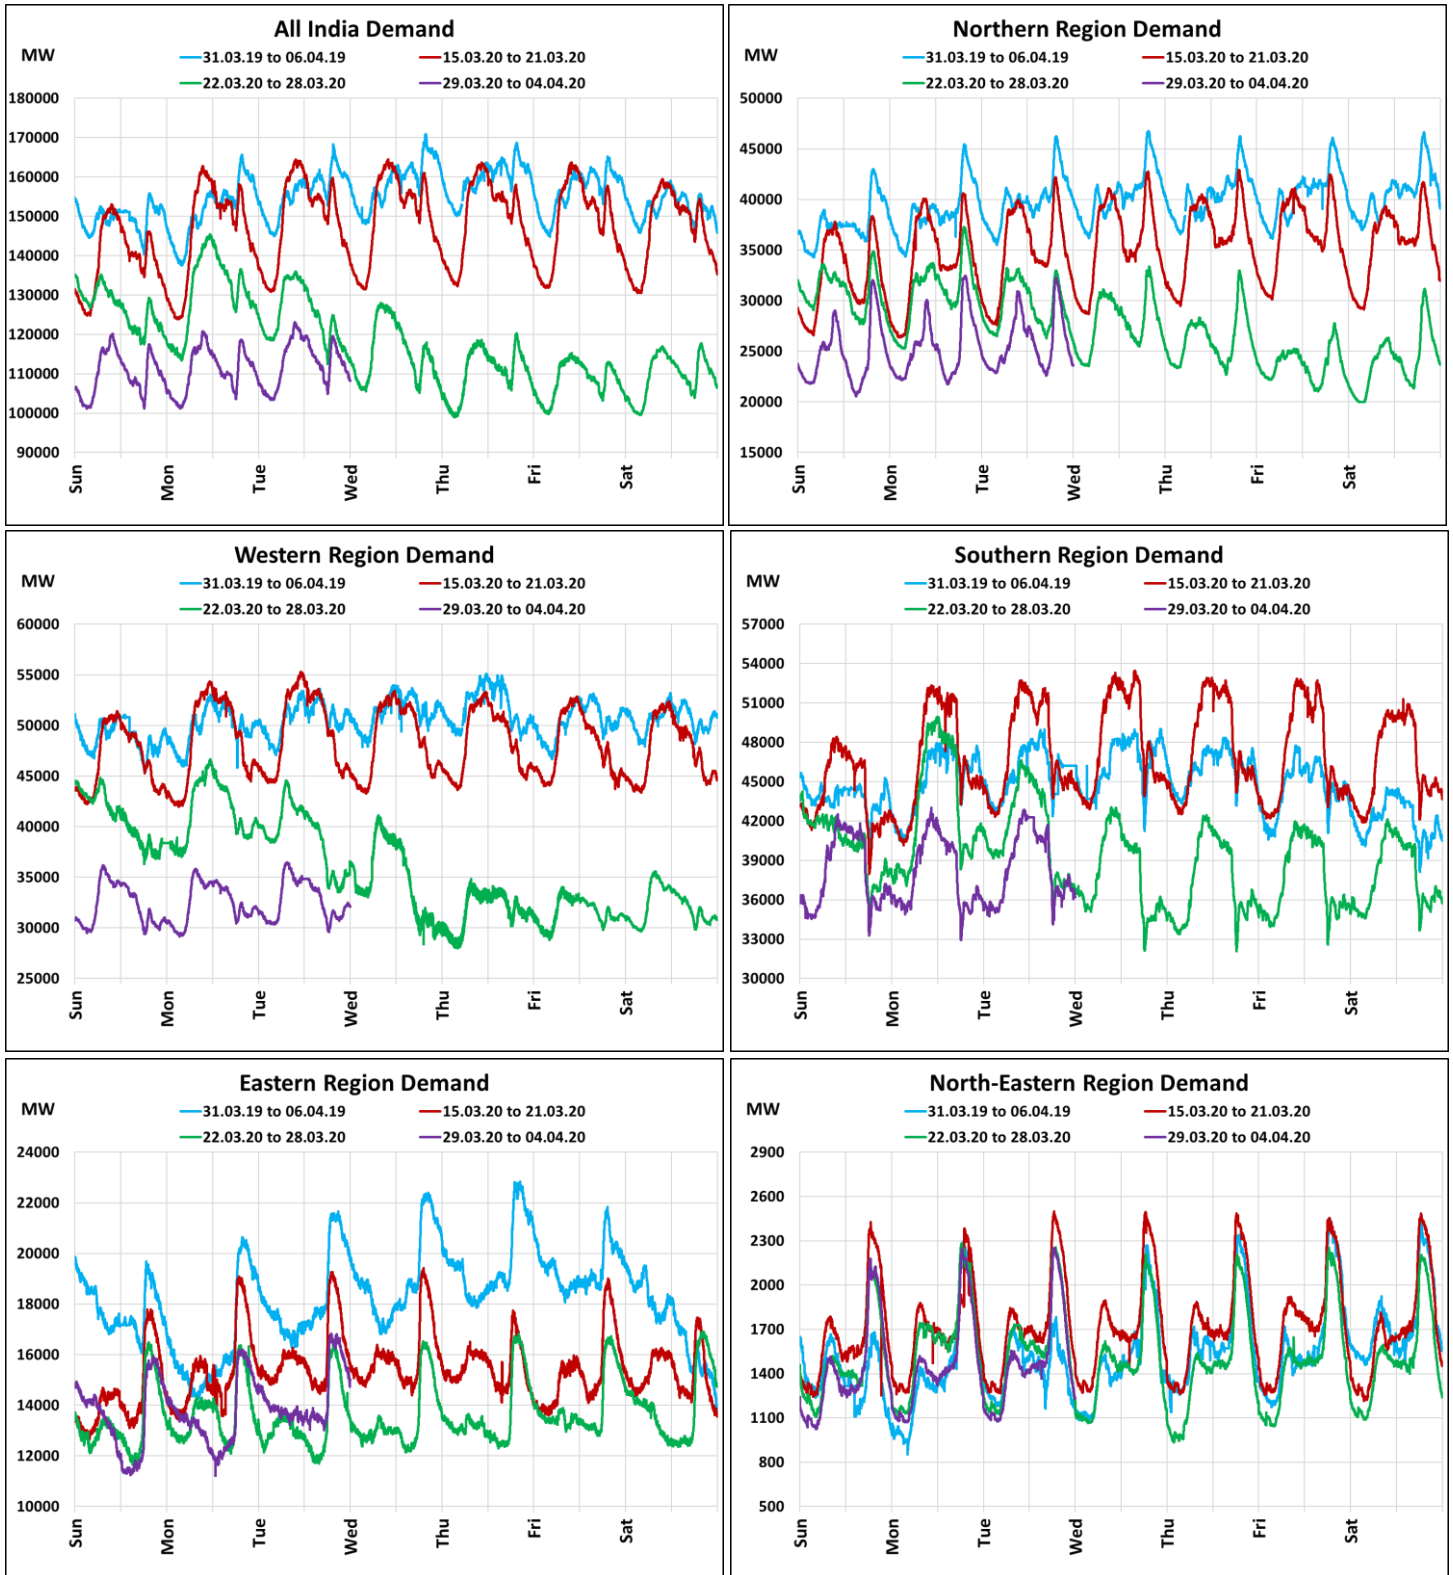 All India Demand
MW
31.03.19 to 06.04.19 15.03.20 to 21.03.20
22.03.20 to 28.03.20 29.03.20 to 04.04.20
180000
170000
160000
150000
140000
130000
120000
110000
100000
90000
Sun Mon Tue Wed Thu Fri Sat
Northern Region Demand
MW
31.03.19 to 06.04.19 15.03.20 to 21.03.20
22.03.20 to 28.03.20 29.03.20 to 04.04.20
50000
45000
40000
35000
30000
25000
20000
15000
Sun Mon Tue Wed Thu Fri Sat
Western Region Demand
MW
31.03.19 to 06.04.19 15.03.20 to 21.03.20
22.03.20 to 28.03.20 29.03.20 to 04.04.20
60000
55000
50000
45000
40000
35000
30000
25000
Sun Mon Tue Wed Thu Fri Sat
Southern Region Demand
MW
31.03.19 to 06.04.19 15.03.20 to 21.03.20
22.03.20 to 28.03.20 29.03.20 to 04.04.20
57000
54000
51000
48000
45000
42000
39000
36000
33000
30000
Sun Mon Tue Wed Thu Fri Sat
Eastern Region Demand
MW
31.03.19 to 06.04.19 15.03.20 to 21.03.20
22.03.20 to 28.03.20 29.03.20 to 04.04.20
24000
22000
20000
18000
16000
14000
12000
10000
Sun Mon Tue Wed Thu Fri Sat
North-Eastern Region Demand
MW
31.03.19 to 06.04.19 15.03.20 to 21.03.20
22.03.20 to 28.03.20 29.03.20 to 04.04.20
2900
2600
2300
2000
1700
1400
1100
800
500
Sun Mon Tue Wed Thu Fri Sat